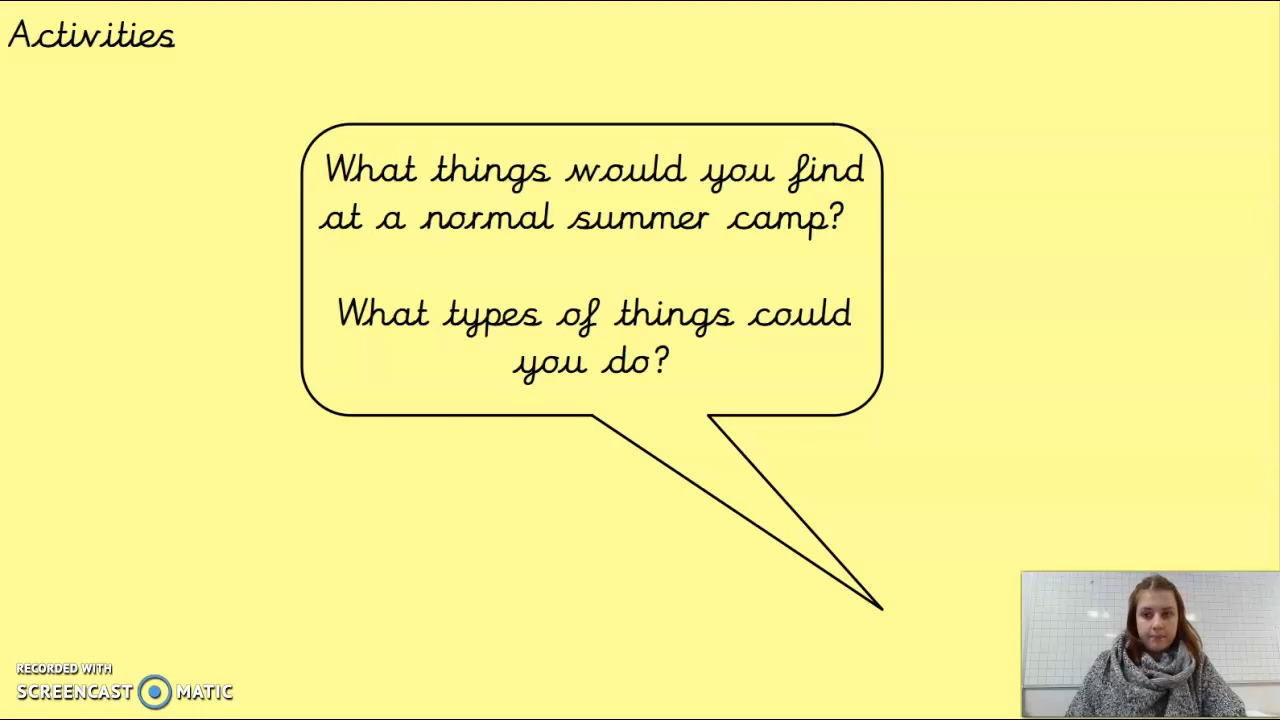 Activities
What things would you find
at a normal summer camp?
What types of things could
you do?
RECORDED WITH
SCREENCAST MATIC